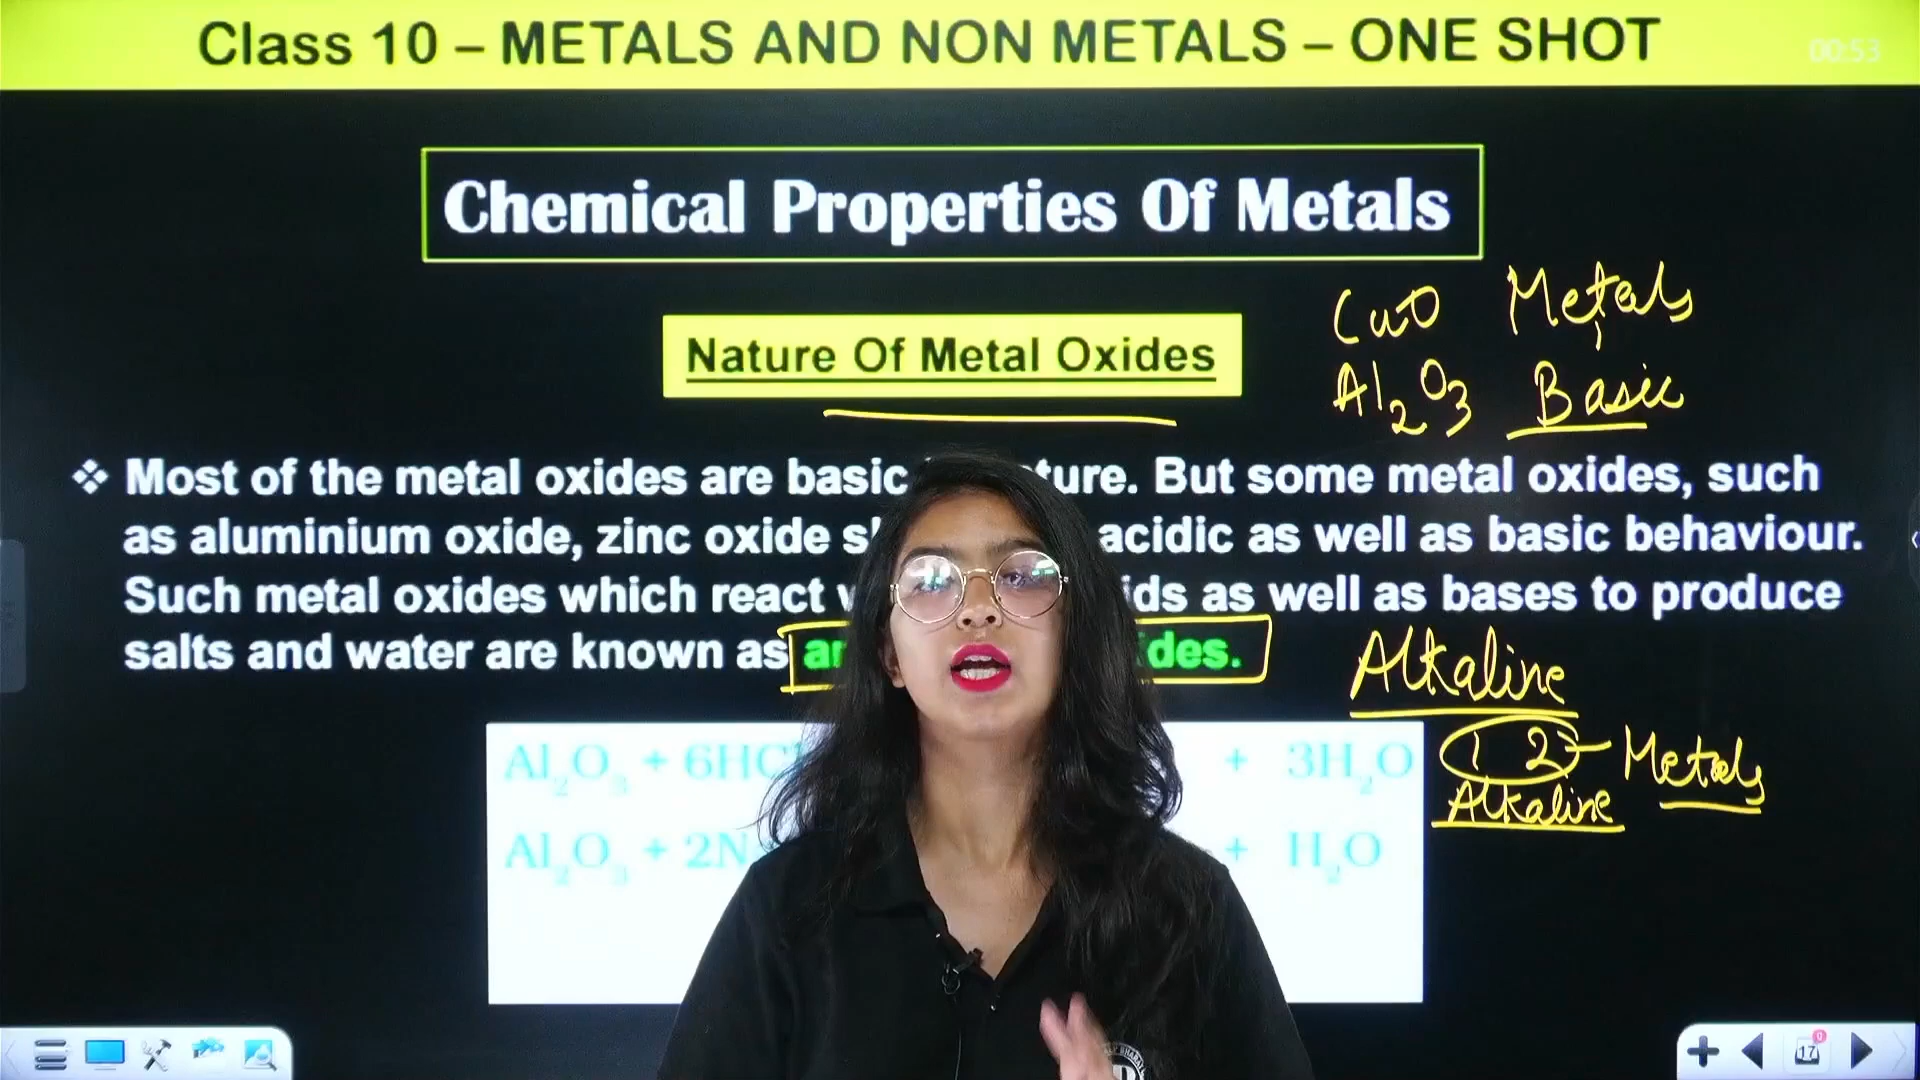 Class 10 – METALS AND NON METALS – ONE SHOT
00:53
Chemical Properties Of Metals
CuO Metals
Nature Of Metal Oxides
Al2O3 Basic
❖ Most of the metal oxides are basic ture. But some metal oxides, such
as aluminium oxide, zinc oxide acidic as well as basic behaviour.
Such metal oxides which react as well as bases to produce
salts and water are known as
Alkaline
Al2O3 + 6HCl + 3H2O
1 2 – Metals
Alkaline
Al2O3 + 2N + H2O
17